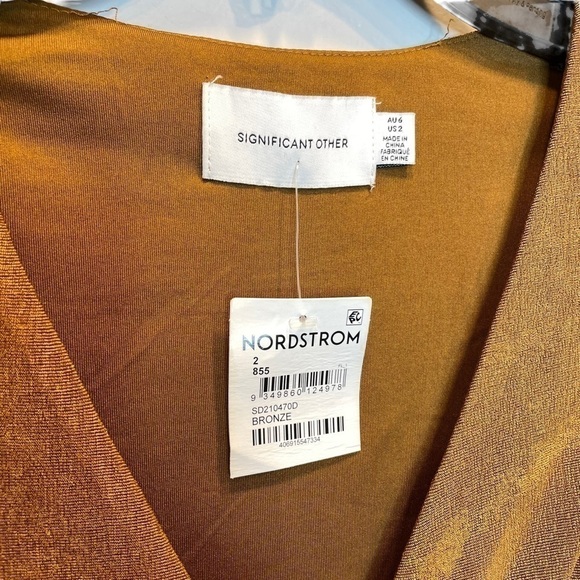 SIGNIFICANT OTHER
AU 6
US 2
MADE IN
CHINA
FABRIQUÉ
EN CHINE
NORDSTROM
2
855
9 349860 124978
SD210470D
BRONZE
406915547334